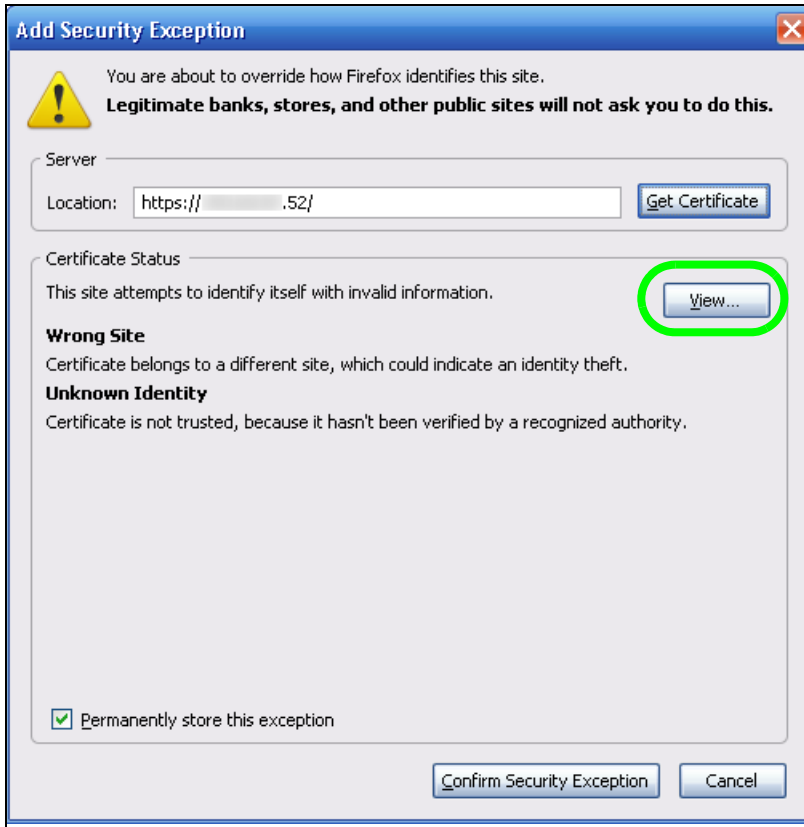 Add Security Exception
You are about to override how Firefox identifies this site.
Legitimate banks, stores, and other public sites will not ask you to do this.
Server
Location: https:// .52/ Get Certificate
Certificate Status
This site attempts to identify itself with invalid information. View...
Wrong Site
Certificate belongs to a different site, which could indicate an identity theft.
Unknown Identity
Certificate is not trusted, because it hasn't been verified by a recognized authority.
Permanently store this exception
Confirm Security Exception Cancel